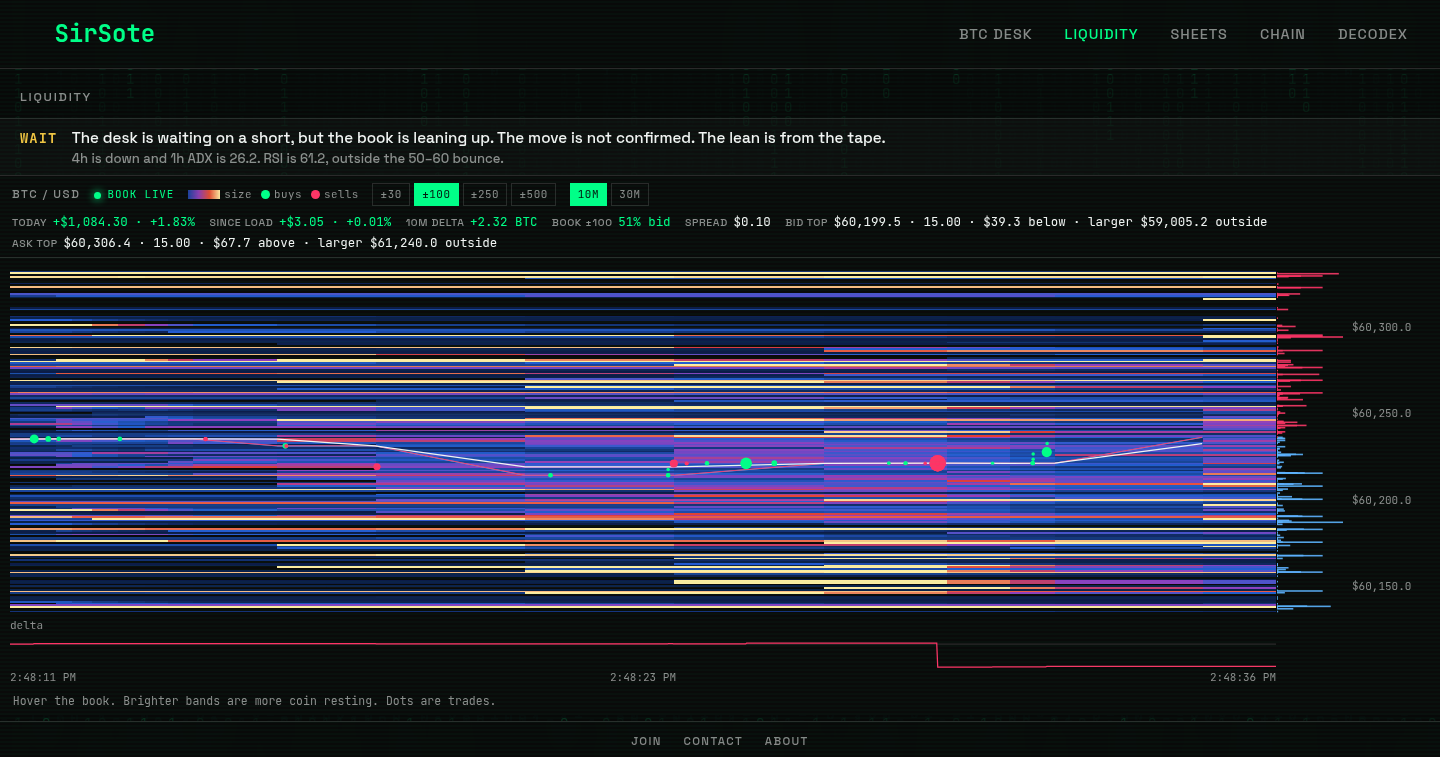 SirSote
BTC DESK LIQUIDITY SHEETS CHAIN DECODEX
LIQUIDITY
WAIT The desk is waiting on a short, but the book is leaning up. The move is not confirmed. The lean is from the tape.
4h is down and 1h ADX is 26.2. RSI is 61.2, outside the 50–60 bounce.
BTC / USD BOOK LIVE size buys sells ±30 ±100 ±250 ±500 10M 30M
TODAY +$1,084.30 · +1.83% SINCE LOAD +$3.05 · +0.01% 10M DELTA +2.32 BTC BOOK ±100 51% bid SPREAD $0.10 BID TOP $60,199.5 · 15.00 · $39.3 below · larger $59,005.2 outside
ASK TOP $60,306.4 · 15.00 · $67.7 above · larger $61,240.0 outside
$60,300.0
$60,250.0
$60,200.0
$60,150.0
delta
2:48:11 PM 2:48:23 PM 2:48:36 PM
Hover the book. Brighter bands are more coin resting. Dots are trades.
JOIN CONTACT ABOUT